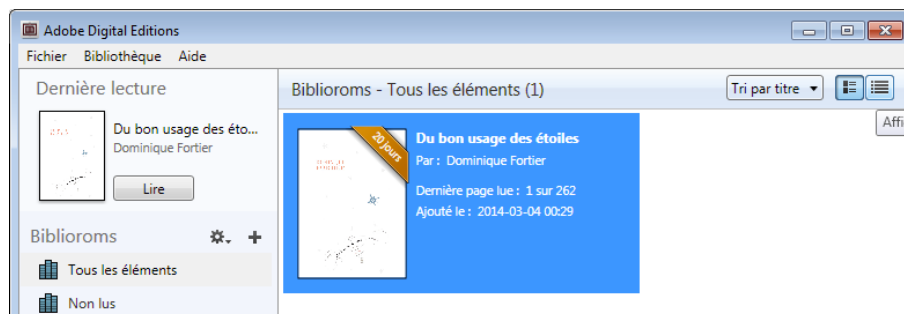 Adobe Digital Editions
Fichier Bibliothèque Aide
Dernière lecture
Du bon usage des éto...
Dominique Fortier
Lire
Biblioroms
Tous les éléments
Non lus
Biblioroms - Tous les éléments (1)
Tri par titre
Affi
20 jours
Du bon usage des étoiles
Par : Dominique Fortier
Dernière page lue : 1 sur 262
Ajouté le : 2014-03-04 00:29